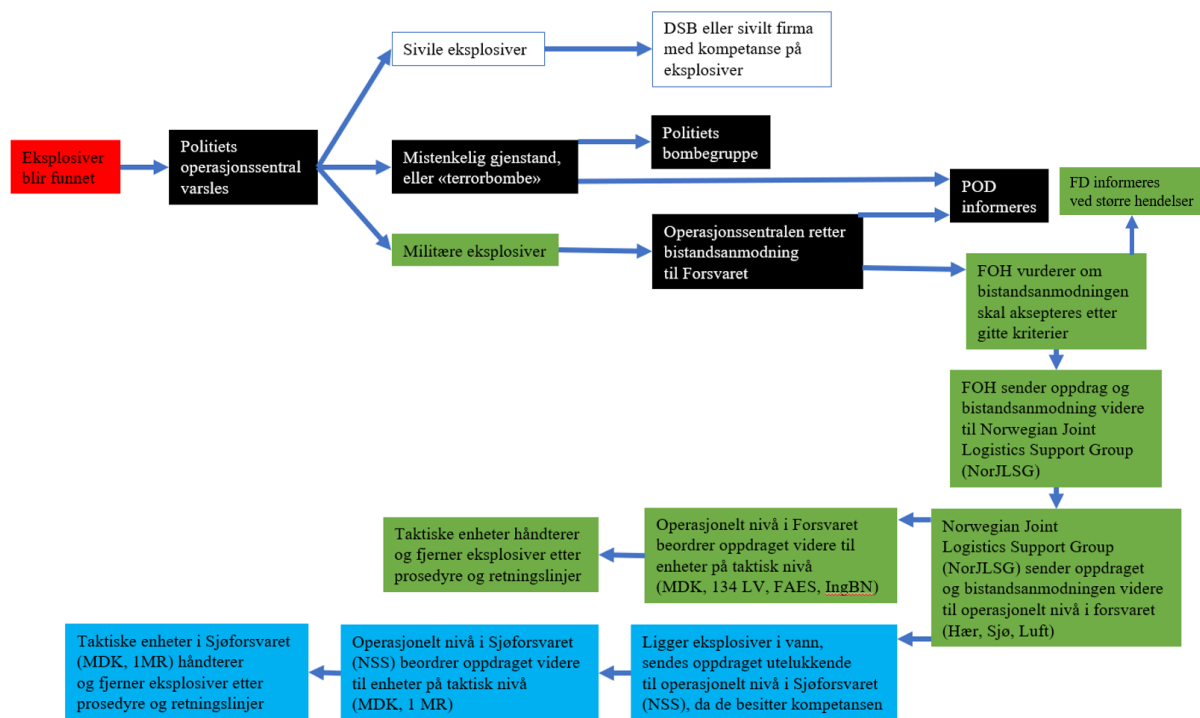 Eksplosiver
blir funnet
Politiets
operasjonssentral
varsles
Sivile eksplosiver
DSB eller sivilt firma
med kompetanse på
eksplosiver
Mistenkelig gjenstand,
eller «terrorbombe»
Politiets
bombegruppe
POD
informeres
Militære eksplosiver
Operasjonssentralen retter
bistandsanmodning
til Forsvaret
FD informeres
ved større hendelser
FOH vurderer om
bistandsanmodningen
skal aksepteres etter
gitte kriterier
FOH sender oppdrag og
bistandsanmodning videre
til Norwegian Joint
Logistics Support Group
(NorJLSG)
Norwegian Joint
Logistics Support Group
(NorJLSG) sender oppdraget
og bistandsanmodningen videre
til operasjonelt nivå i forsvaret
(Hær, Sjø, Luft)
Operasjonelt nivå i Forsvaret
beordrer oppdraget videre til
enheter på taktisk nivå
(MDK, 134 LV, FAES, IngBN)
Taktiske enheter håndterer
og fjerner eksplosiver etter
prosedyre og retningslinjer
Ligger eksplosiver i vann,
sendes oppdraget utelukkende
til operasjonelt nivå i Sjøforsvaret
(NSS), da de besitter kompetansen
Operasjonelt nivå i Sjøforsvaret
(NSS) beordrer oppdraget videre
til enheter på taktisk nivå
(MDK, 1 MR)
Taktiske enheter i Sjøforsvaret
(MDK, 1MR) håndterer
og fjerner eksplosiver etter
prosedyre og retningslinjer